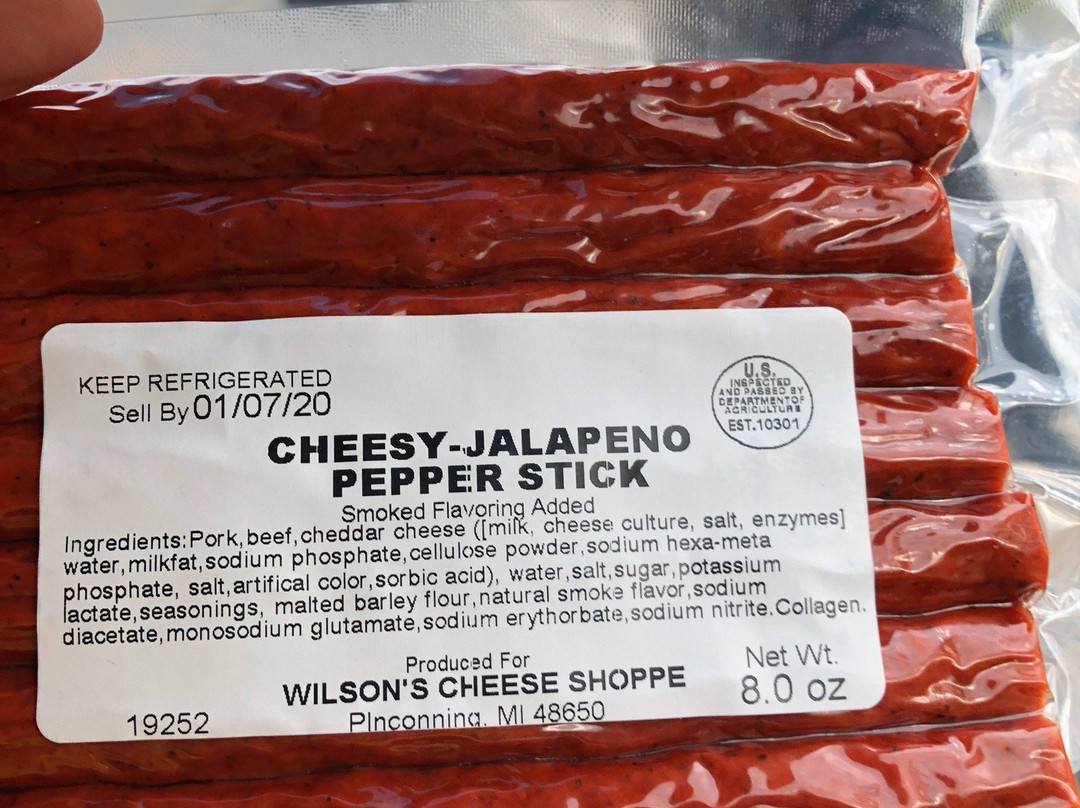 KEEP REFRIGERATED
Sell By 01/07/20
U.S.
INSPECTED
AND PASSED BY
DEPARTMENT OF
AGRICULTURE
EST.10301
CHEESY-JALAPENO
PEPPER STICK
Smoked Flavoring Added
Ingredients: Pork, beef, cheddar cheese ([milk, cheese culture, salt, enzymes]
water, milkfat, sodium phosphate, cellulose powder, sodium hexa-meta
phosphate, salt, artifical color, sorbic acid), water, salt, sugar, potassium
lactate, seasonings, malted barley flour, natural smoke flavor, sodium
diacetate, monosodium glutamate, sodium erythorbate, sodium nitrite. Collagen.
Produced For
WILSON'S CHEESE SHOPPE
Pinconning, MI 48650
Net Wt.
8.0 oz
19252